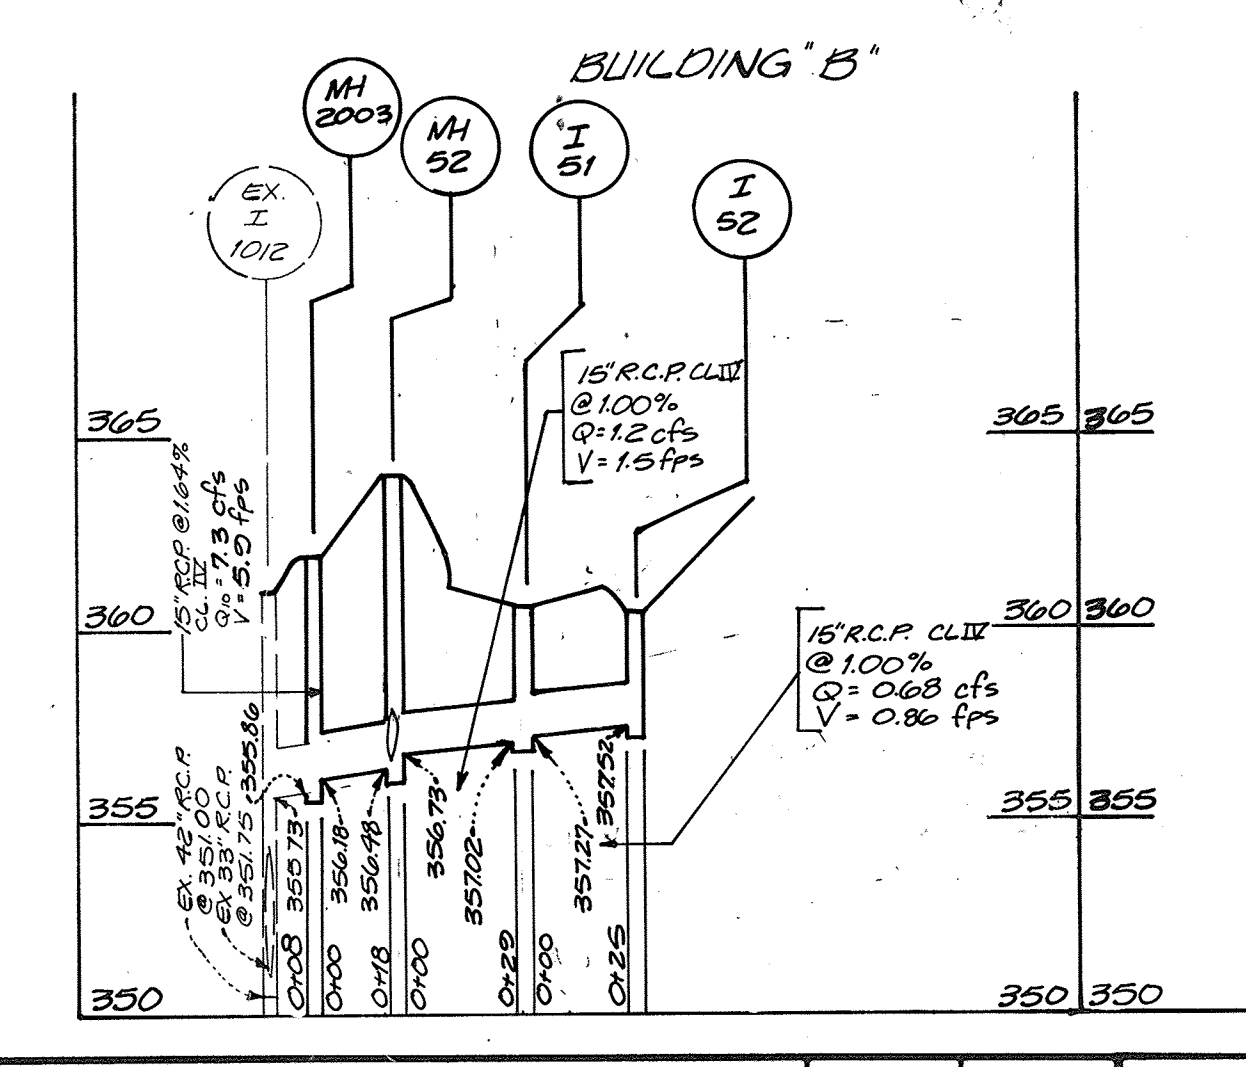 BUILDING "B"
MH
2003
MH
52
I
51
I
52
EX.
I
1012
15" R.C.P. CL IV
@ 1.00%
Q = 1.2 cfs
V = 1.5 fps
365
365
365
15" R.C.P. @ 1.64%
CL. IV
Q10 = 7.3 cfs
V = 5.9 fps
360
360
360
15" R.C.P. CL IV
@ 1.00%
Q = 0.68 cfs
V = 0.86 fps
355
355
355
EX. 42" R.C.P.
@ 351.00
EX 33" R.C.P.
@ 351.75
355.86
355.73
356.18
356.48
356.73
357.02
357.27
357.52
0+08
0+00
0+18
0+00
0+29
0+00
0+25
350
350
350